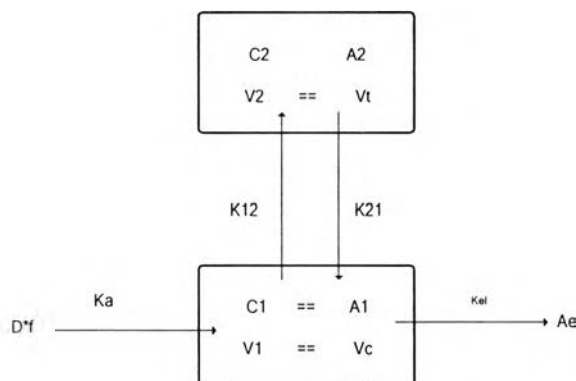 C2 A2
V2 == Vt
K12 K21
Ka
D*f
C1 == A1
V1 == Vc
Kel
Ae